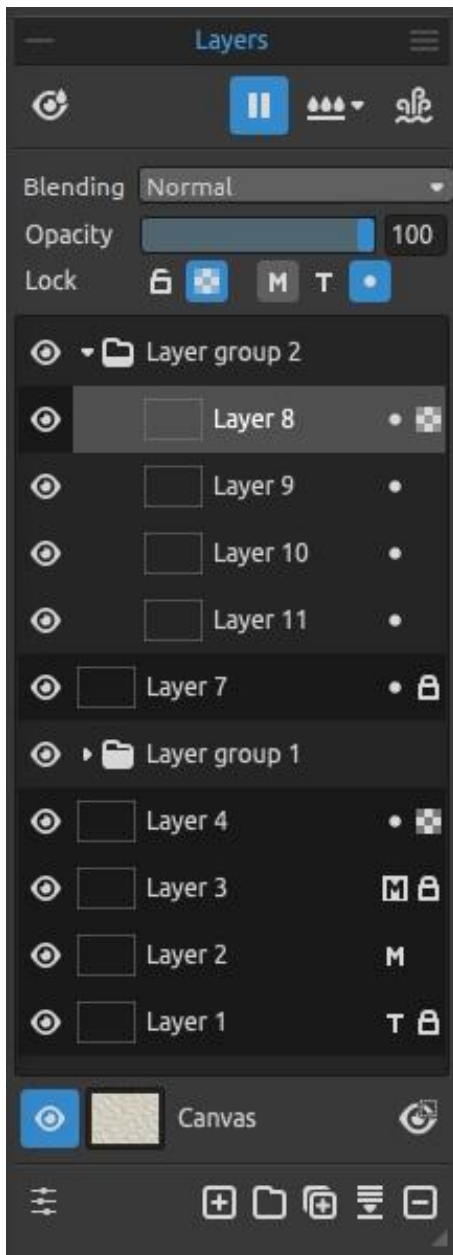 Layers
Blending Normal
Opacity 100
Lock M T
Layer group 2
Layer 8
Layer 9
Layer 10
Layer 11
Layer 7
Layer group 1
Layer 4
Layer 3 M
Layer 2 M
Layer 1 T
Canvas